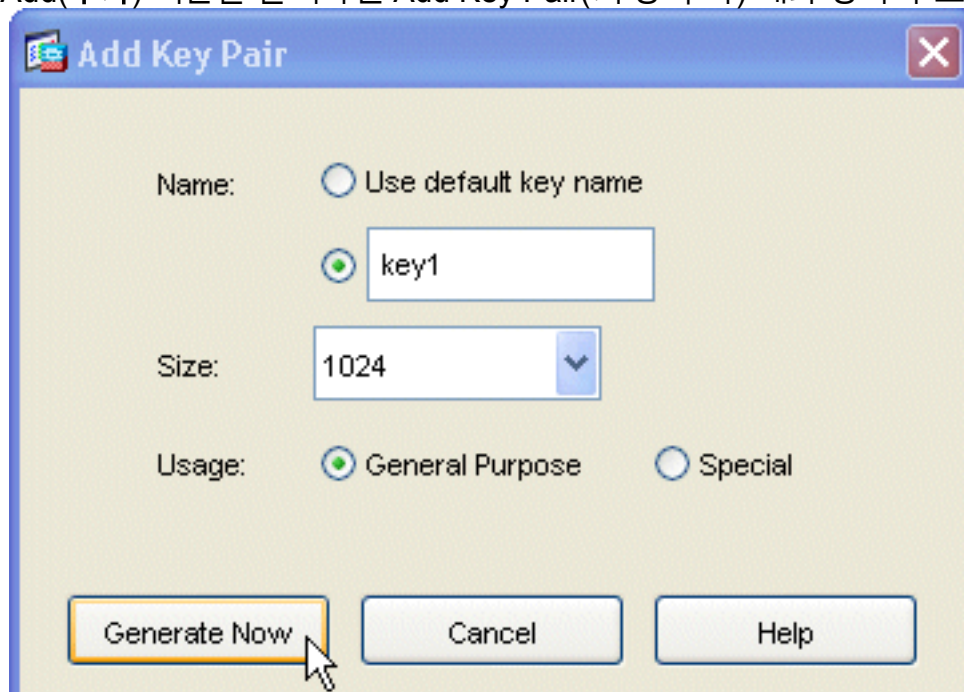 Add Key Pair
Name:
Use default key name
key1
Size:
1024
Usage:
General Purpose
Special
Generate Now
Cancel
Help